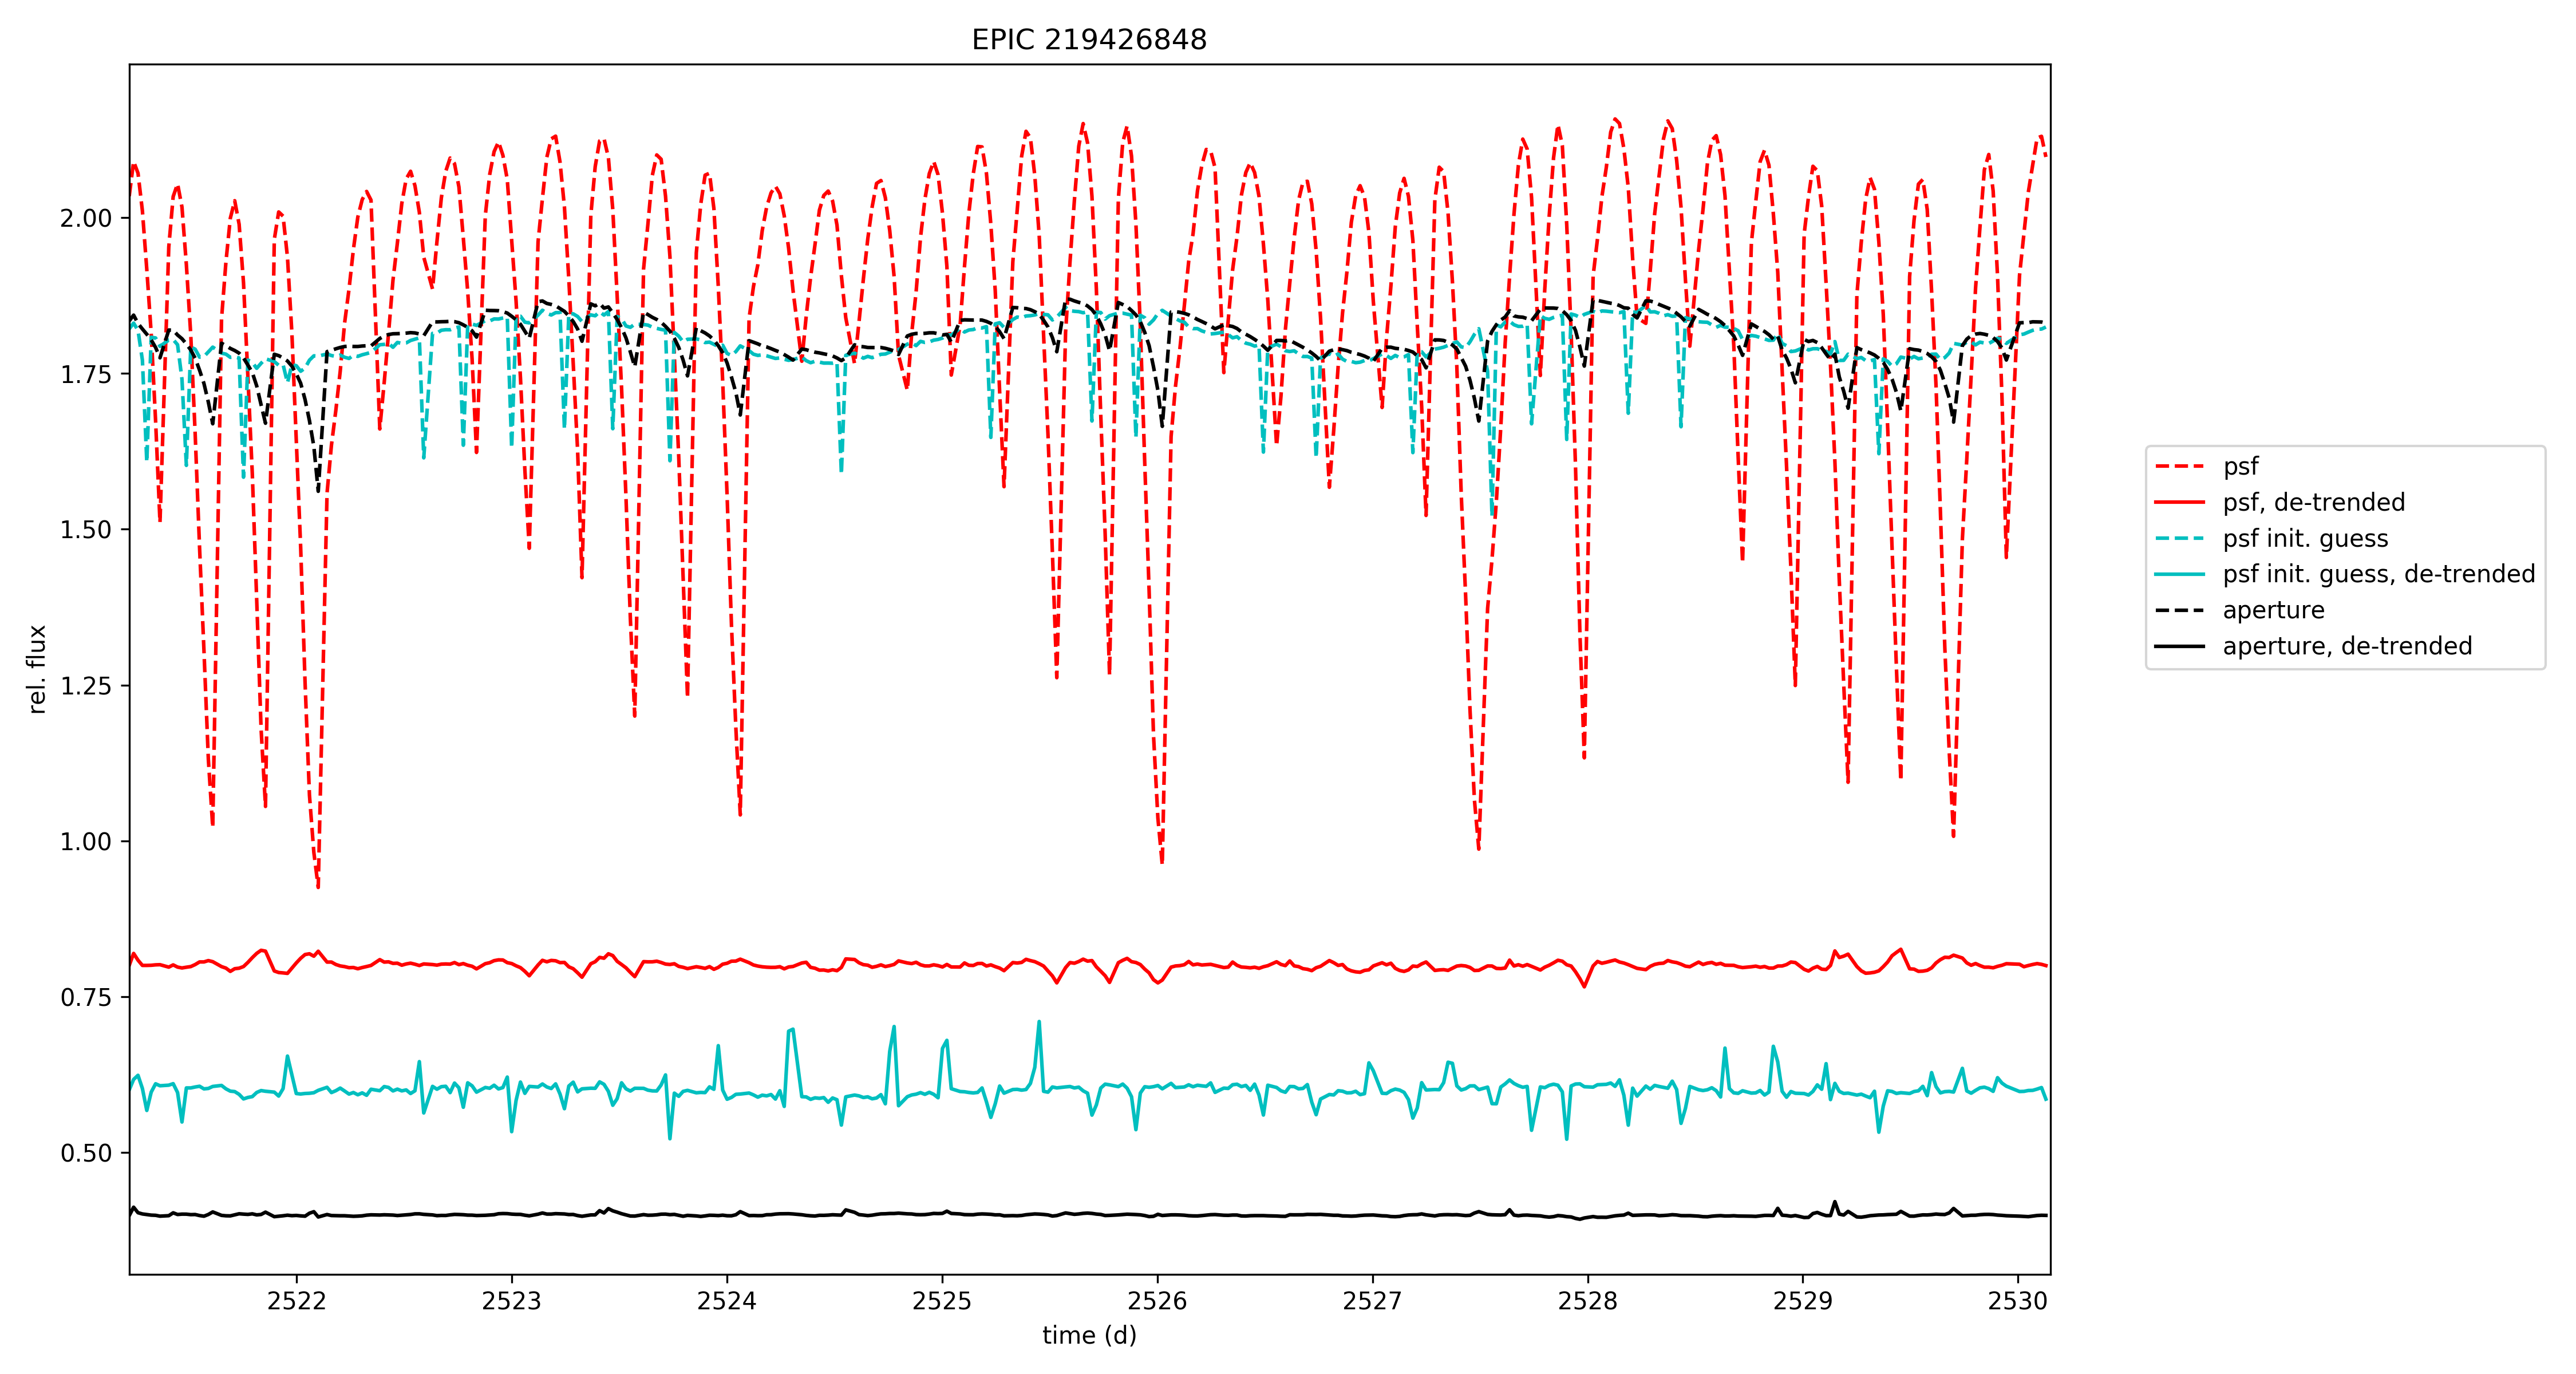 EPIC 219426848
rel. flux
2.00
1.75
1.50
1.25
1.00
0.75
0.50
2522 2523 2524 2525 2526 2527 2528 2529 2530
time (d)
psf
psf, de-trended
psf init. guess
psf init. guess, de-trended
aperture
aperture, de-trended